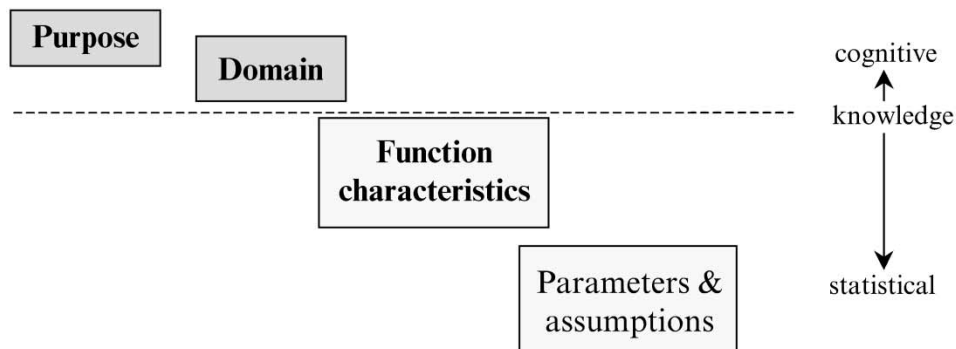 Purpose
Domain
cognitive
knowledge
Function
characteristics
Parameters &
assumptions
statistical